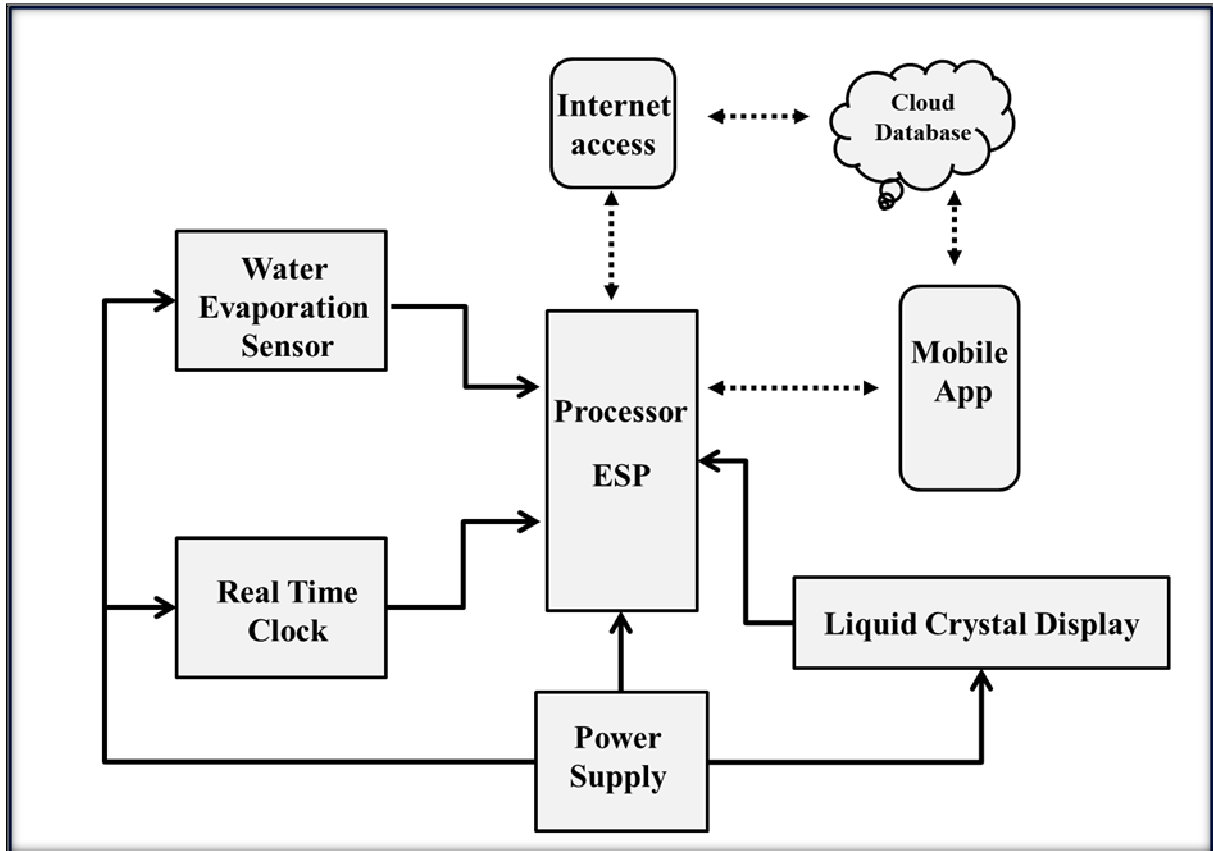 Internet
access
Cloud
Database
Water
Evaporation
Sensor
Processor
ESP
Mobile
App
Real Time
Clock
Liquid Crystal Display
Power
Supply